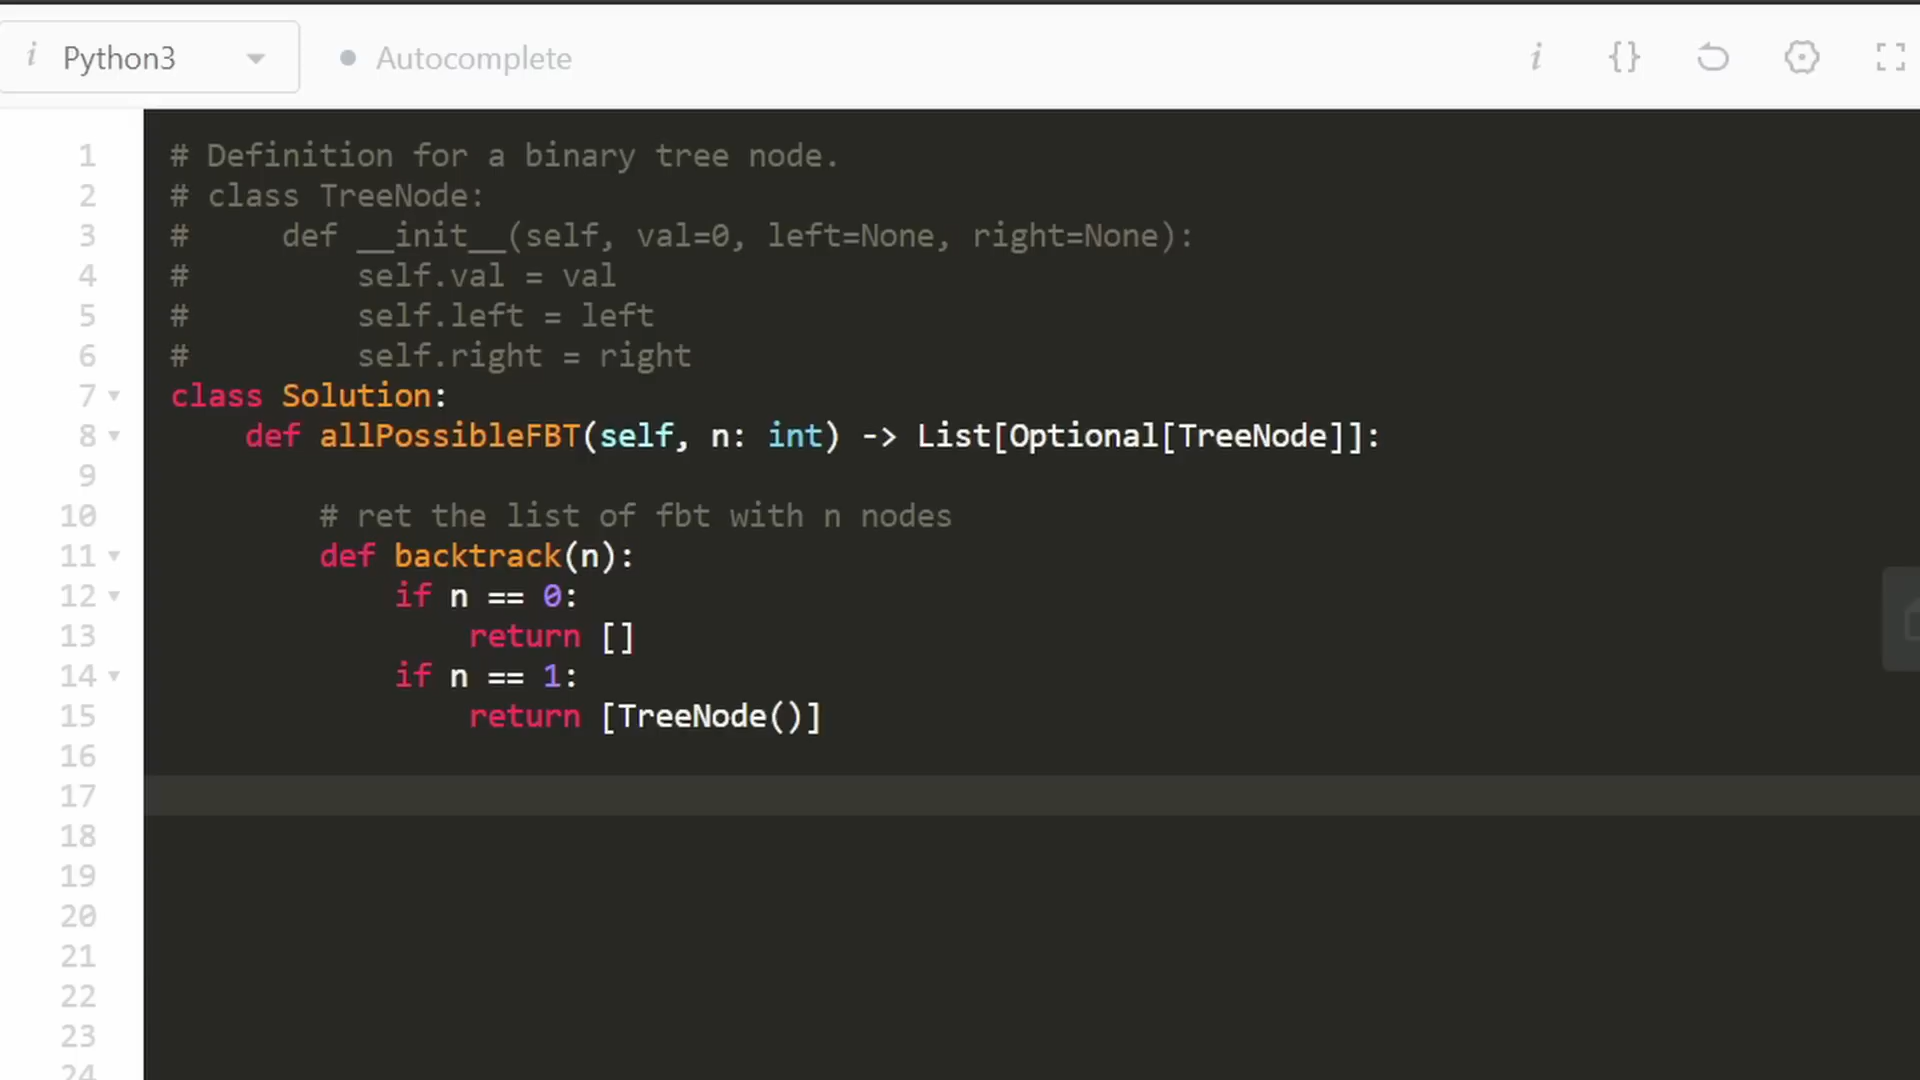 i Python3 Autocomplete i {}
1 # Definition for a binary tree node.
2 # class TreeNode:
3 #     def __init__(self, val=0, left=None, right=None):
4 #         self.val = val
5 #         self.left = left
6 #         self.right = right
7 class Solution:
8     def allPossibleFBT(self, n: int) -> List[Optional[TreeNode]]:
9
10         # ret the list of fbt with n nodes
11         def backtrack(n):
12             if n == 0:
13                 return []
14             if n == 1:
15                 return [TreeNode()]
16
17
18
19
20
21
22
23
24